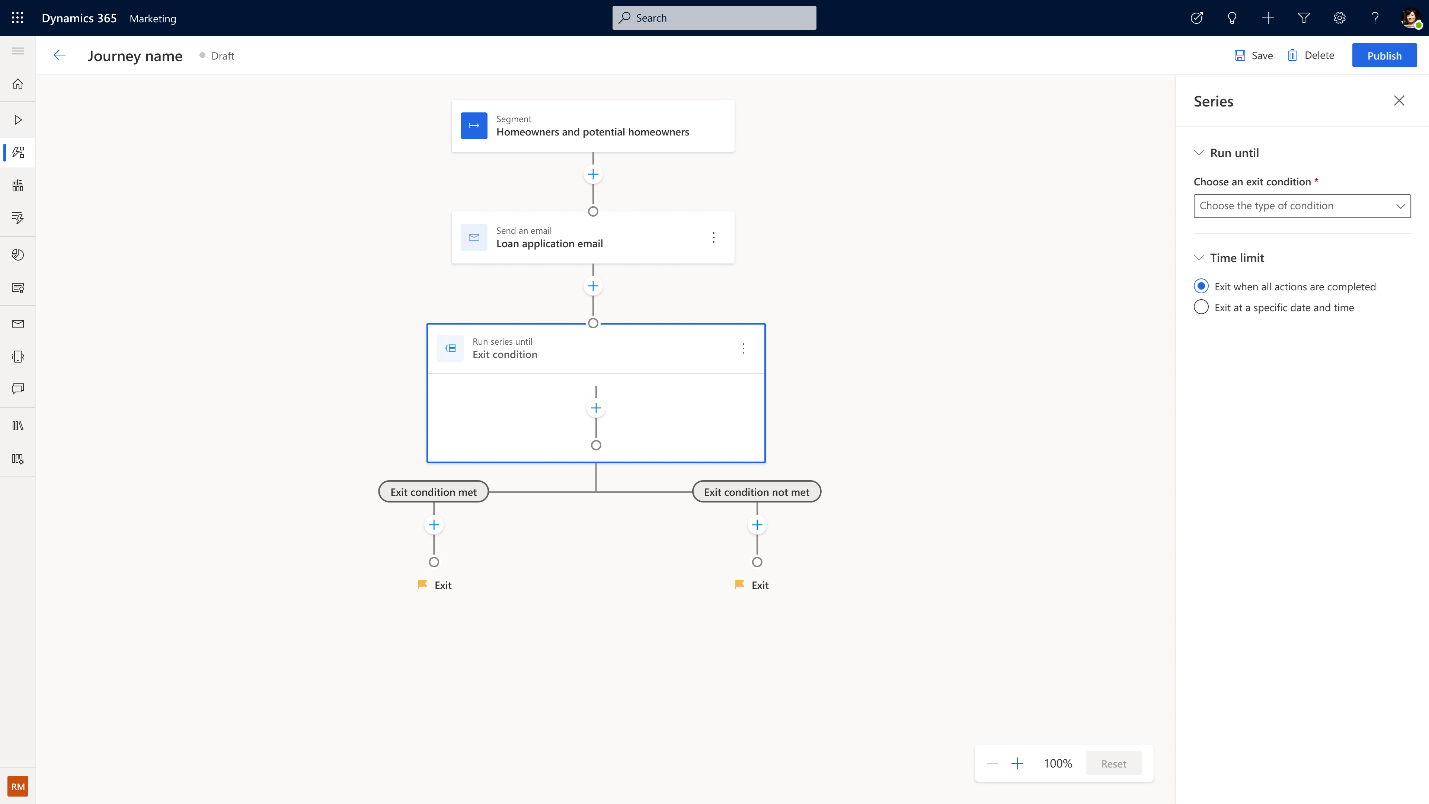 Dynamics 365 Marketing Search
Journey name Draft Save Delete Publish
Segment
Homeowners and potential homeowners
Send an email
Loan application email
Run series until
Exit condition
Exit condition met Exit condition not met
Exit Exit
100% Reset
RM
Series
Run until
Choose an exit condition *
Choose the type of condition
Time limit
Exit when all actions are completed
Exit at a specific date and time